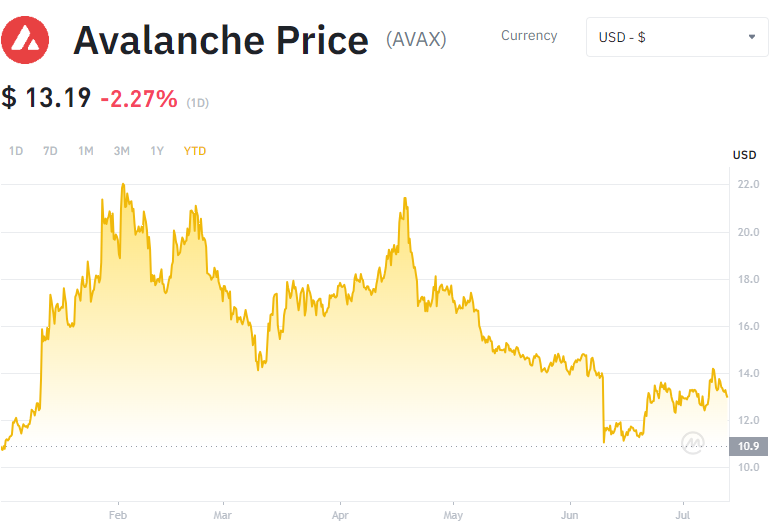 Avalanche Price (AVAX)
Currency
USD - $
$ 13.19 -2.27% (1D)
1D 7D 1M 3M 1Y YTD
USD
22.0
20.0
18.0
16.0
14.0
12.0
10.9
10.0
Feb Mar Apr May Jun Jul